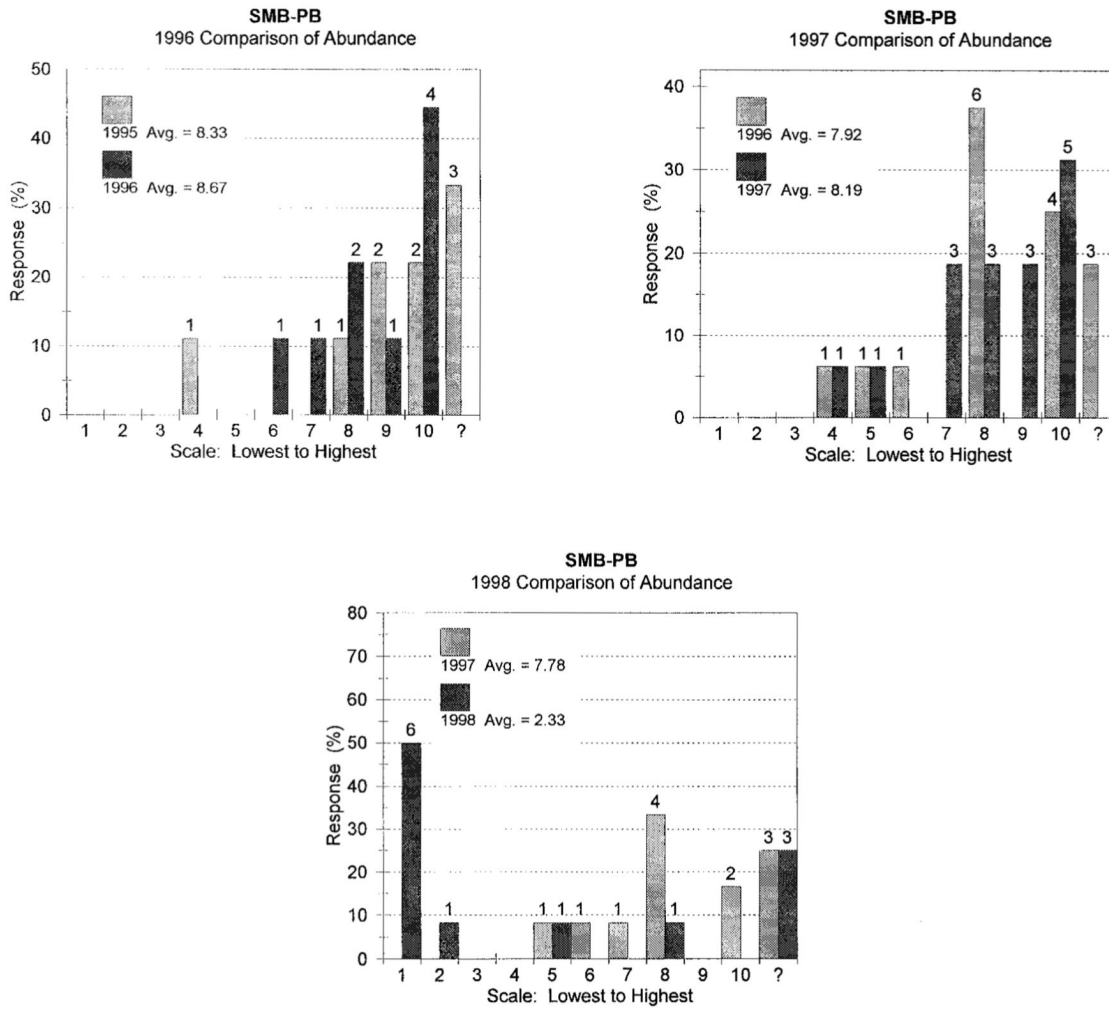 SMB-PB
1996 Comparison of Abundance
50
40
30
20
10
0
Response (%)
1995 Avg. = 8.33
1996 Avg. = 8.67
1
1
1
1
2
2
1
2
4
3
1 2 3 4 5 6 7 8 9 10 ?
Scale: Lowest to Highest
SMB-PB
1997 Comparison of Abundance
40
30
20
10
0
Response (%)
1996 Avg. = 7.92
1997 Avg. = 8.19
1
1
1
1
1
3
6
3
3
4
5
3
1 2 3 4 5 6 7 8 9 10 ?
Scale: Lowest to Highest
SMB-PB
1998 Comparison of Abundance
80
70
60
50
40
30
20
10
0
Response (%)
1997 Avg. = 7.78
1998 Avg. = 2.33
6
1
1
1
1
1
4
1
2
3
3
1 2 3 4 5 6 7 8 9 10 ?
Scale: Lowest to Highest